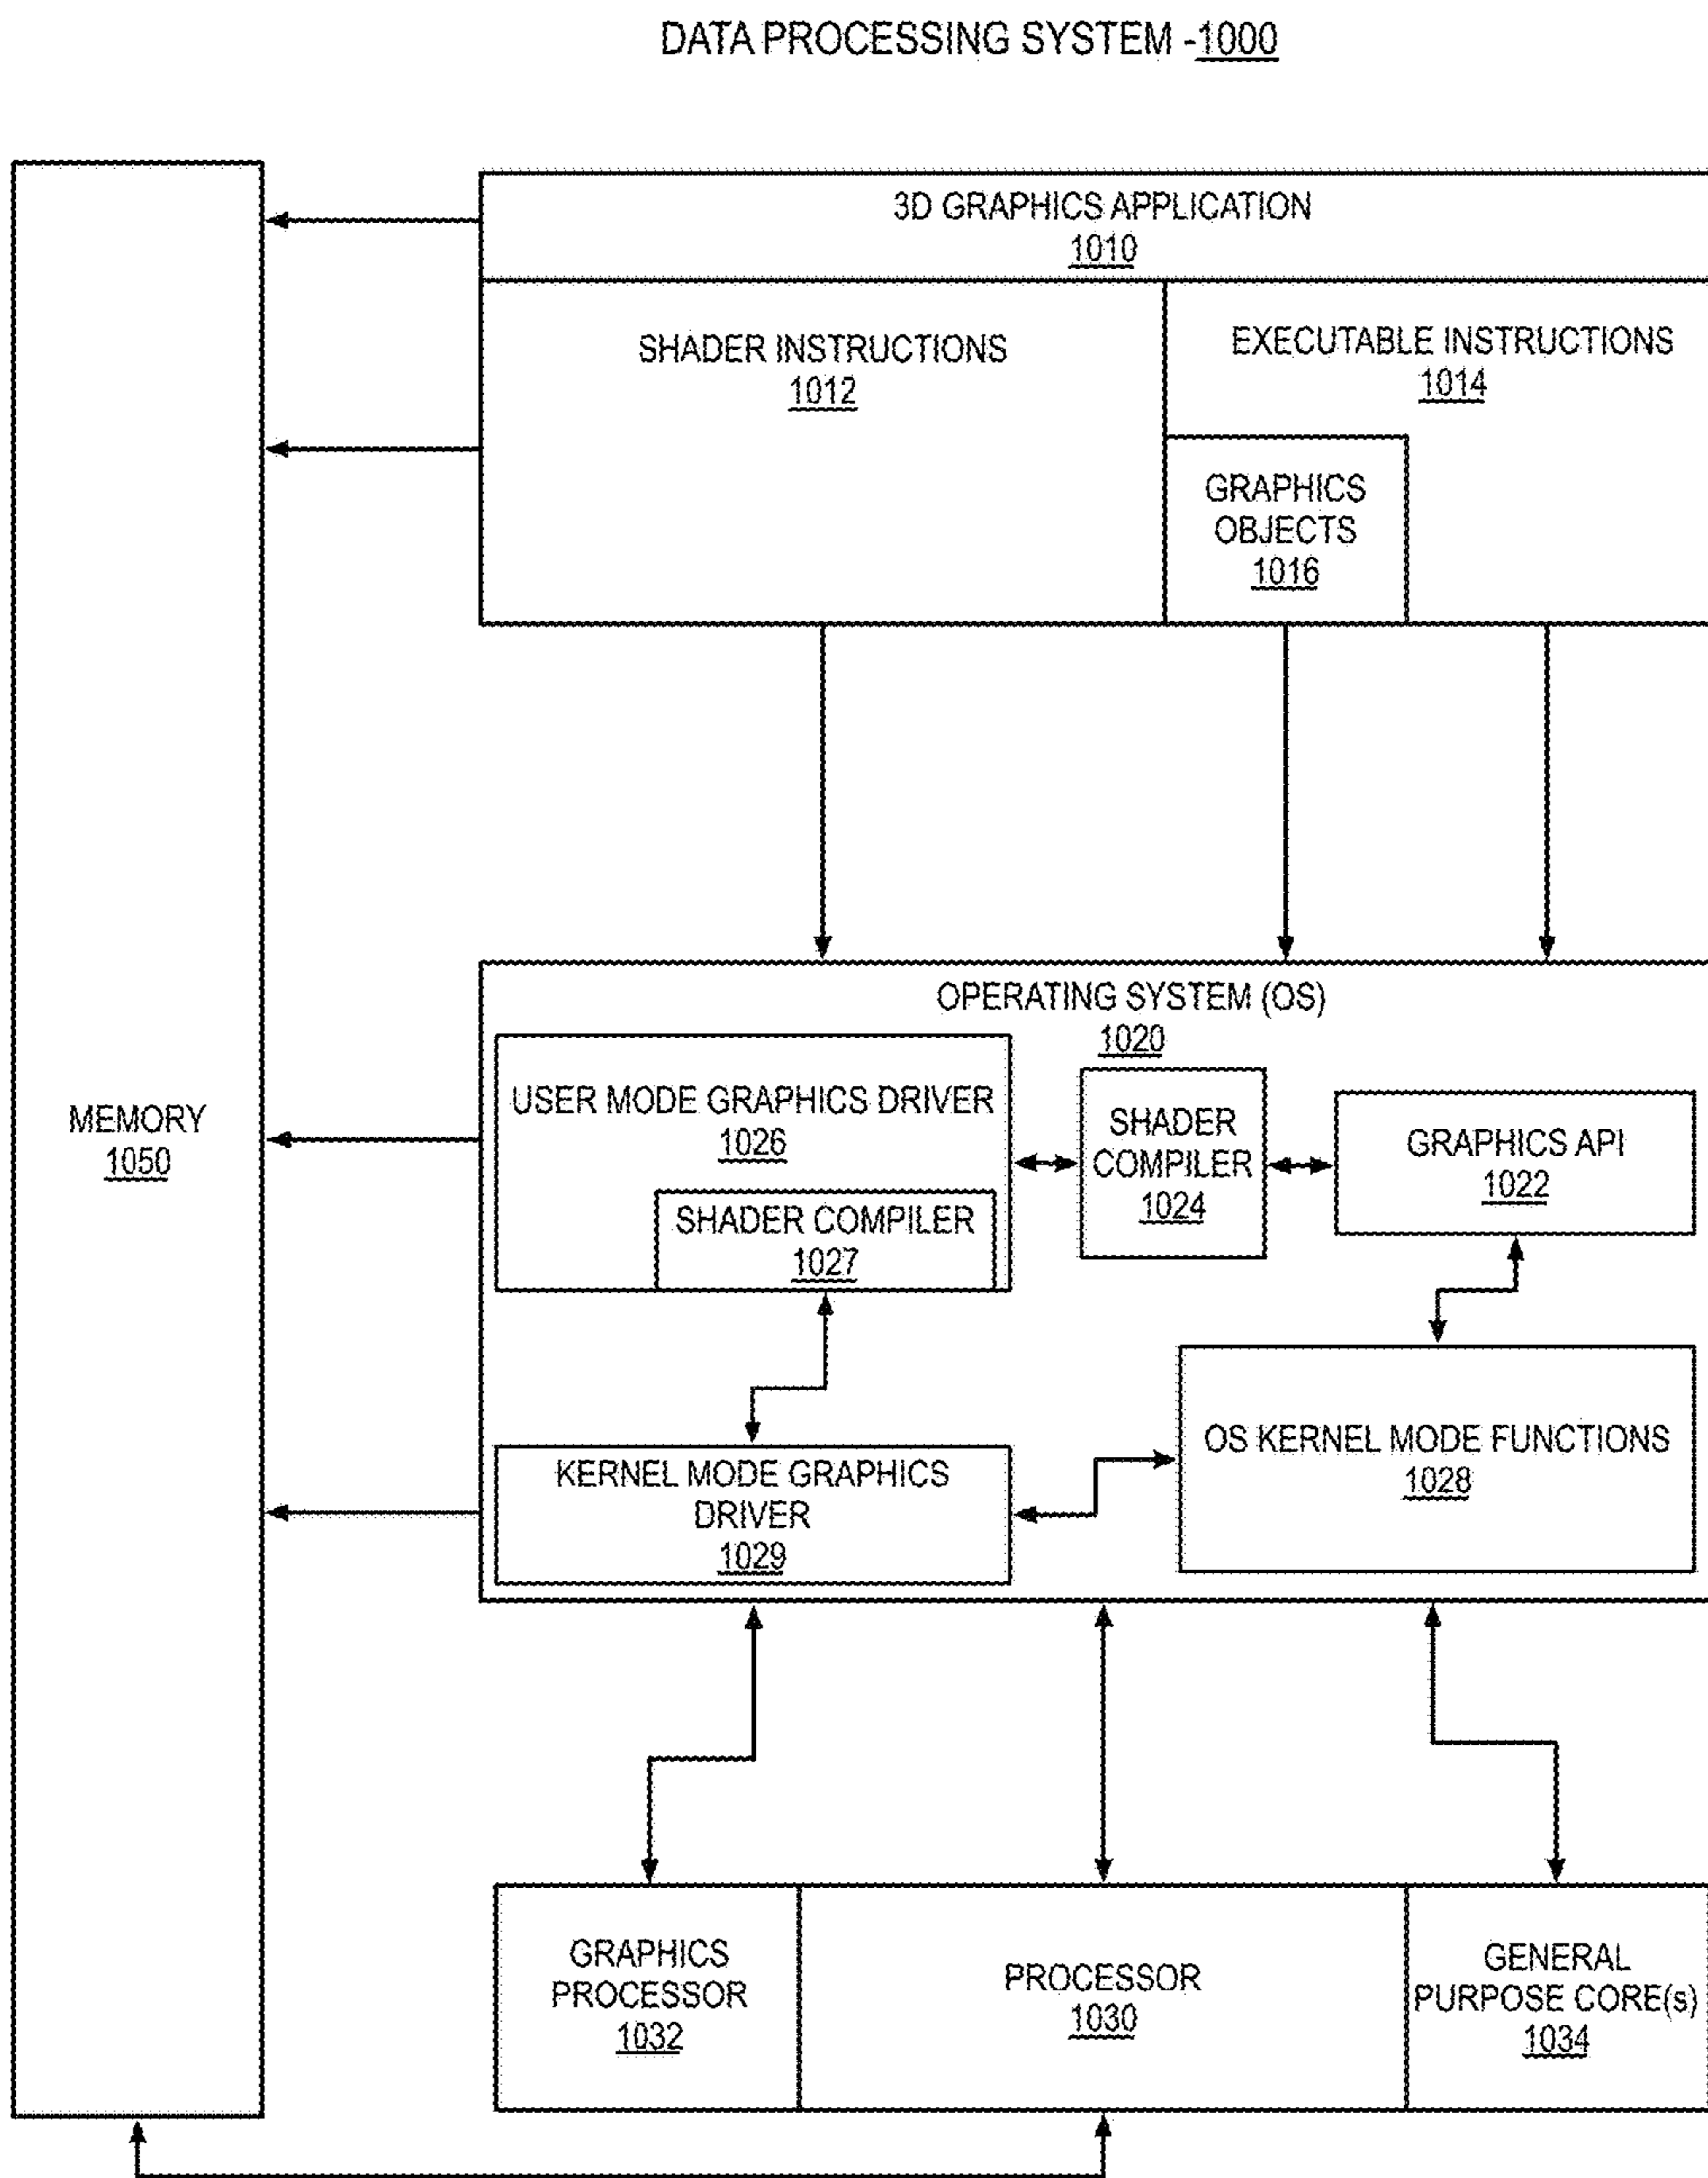 DATA PROCESSING SYSTEM -1000
3D GRAPHICS APPLICATION
1010
SHADER INSTRUCTIONS
1012
EXECUTABLE INSTRUCTIONS
1014
GRAPHICS
OBJECTS
1016
MEMORY
1050
OPERATING SYSTEM (OS)
1020
USER MODE GRAPHICS DRIVER
1026
SHADER COMPILER
1027
SHADER
COMPILER
1024
GRAPHICS API
1022
KERNEL MODE GRAPHICS
DRIVER
1029
OS KERNEL MODE FUNCTIONS
1028
GRAPHICS
PROCESSOR
1032
PROCESSOR
1030
GENERAL
PURPOSE CORE(s)
1034